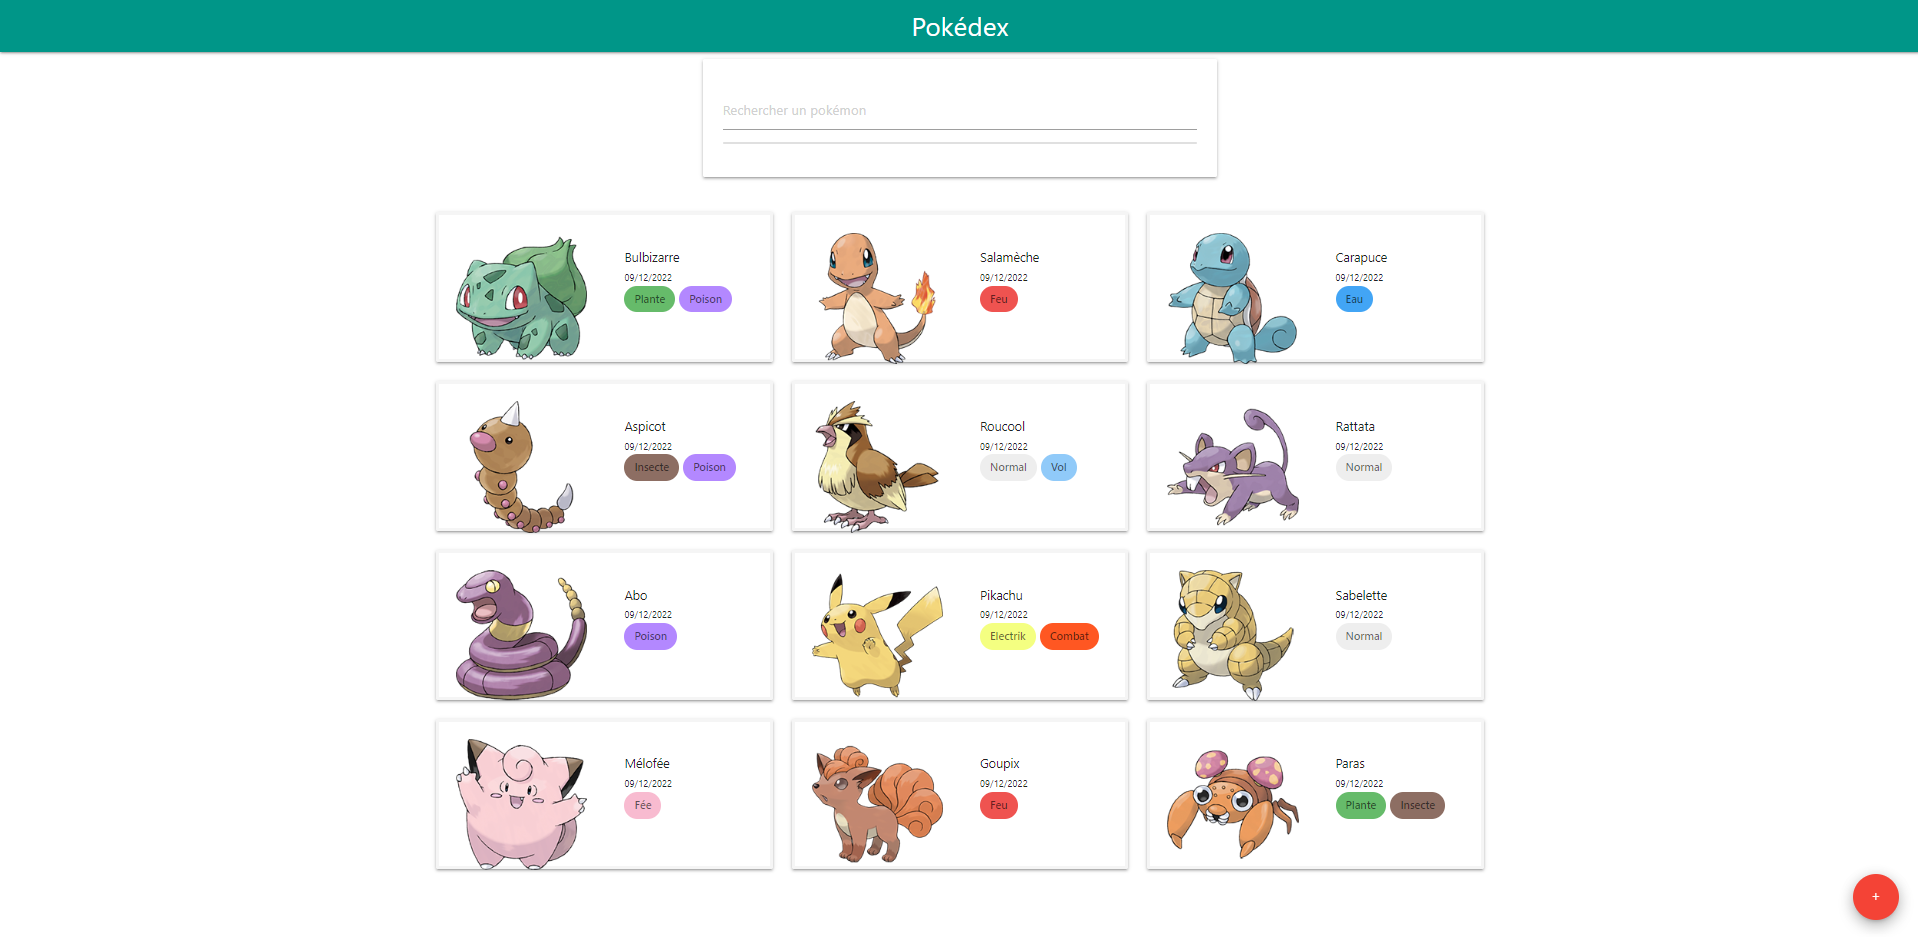 Pokédex
Rechercher un pokémon
Bulbizarre
09/12/2022
Plante Poison
Salamèche
09/12/2022
Feu
Carapuce
09/12/2022
Eau
Aspicot
09/12/2022
Insecte Poison
Roucool
09/12/2022
Normal Vol
Rattata
09/12/2022
Normal
Abo
09/12/2022
Poison
Pikachu
09/12/2022
Electrik Combat
Sabelette
09/12/2022
Normal
Mélofée
09/12/2022
Fée
Goupix
09/12/2022
Feu
Paras
09/12/2022
Plante Insecte
+